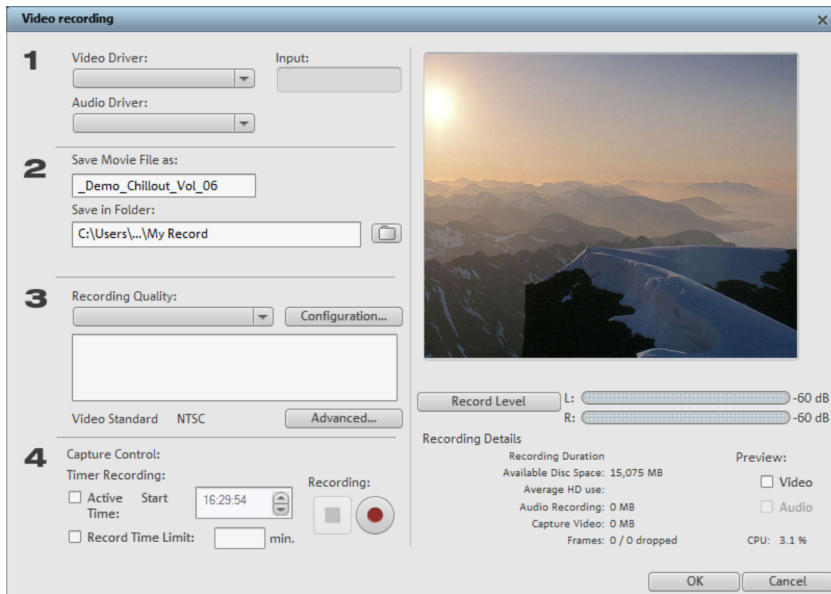 Video recording
1
Video Driver:
Input:
Audio Driver:
2
Save Movie File as:
_Demo_Chillout_Vol_06
Save in Folder:
C:\Users\...\My Record
3
Recording Quality:
Configuration...
Video Standard NTSC
Advanced...
4
Capture Control:
Timer Recording:
Active Start Time:
16:29:54
Record Time Limit:
min.
Recording:
Record Level
L: -60 dB
R: -60 dB
Recording Details
Recording Duration
Available Disc Space: 15,075 MB
Average HD use:
Audio Recording: 0 MB
Capture Video: 0 MB
Frames: 0 / 0 dropped
Preview:
Video
Audio
CPU: 3.1 %
OK
Cancel